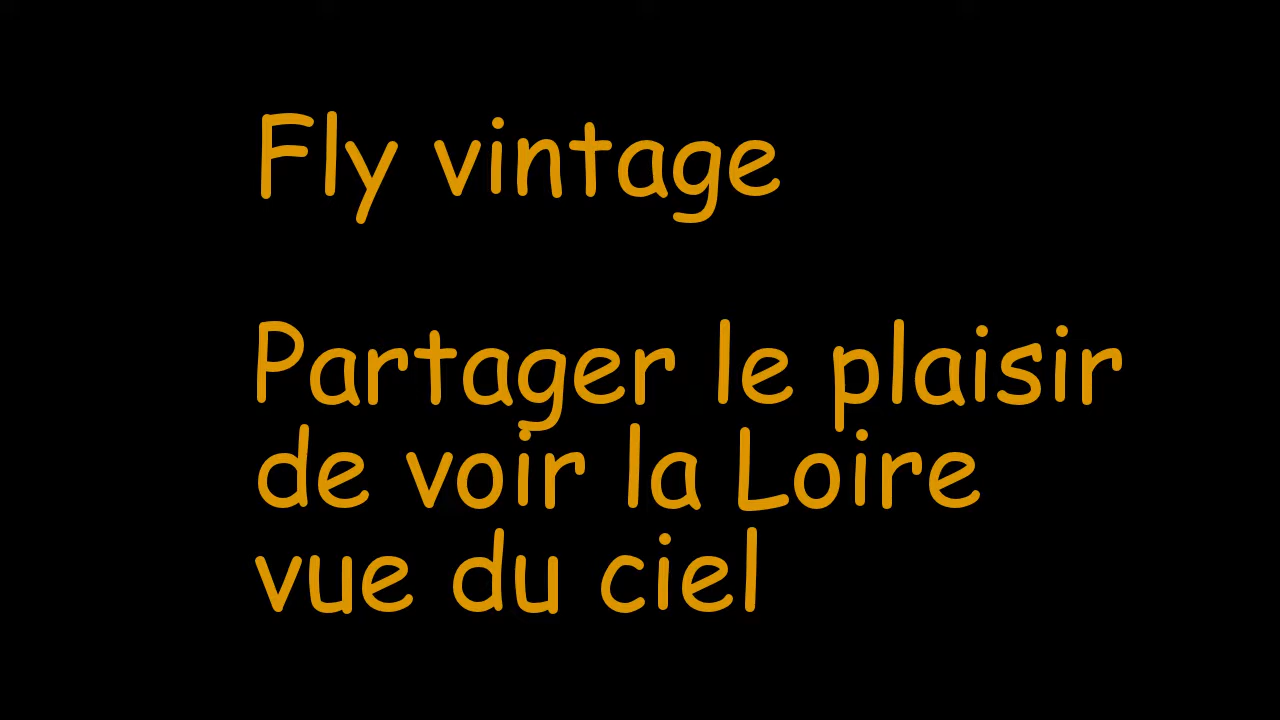 Fly vintage
Partager le plaisir
de voir la Loire
vue du ciel